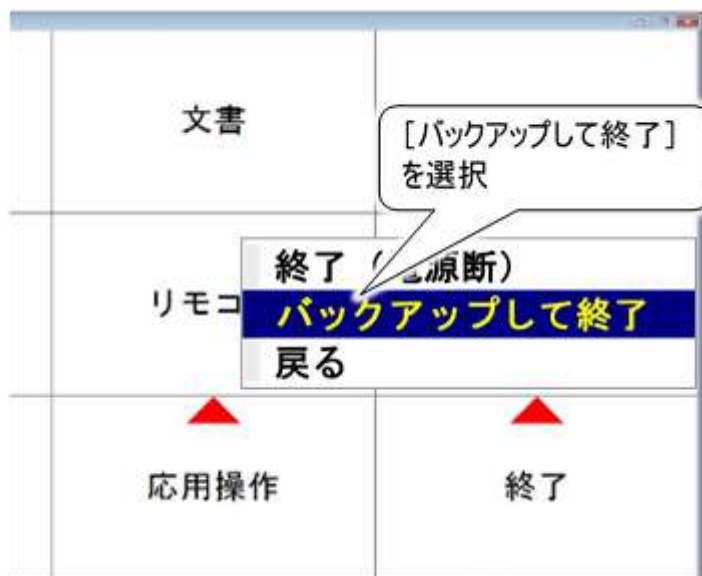 文書
[バックアップして終了]
を選択
終了（電源断）
リモコ
バックアップして終了
戻る
応用操作
終了